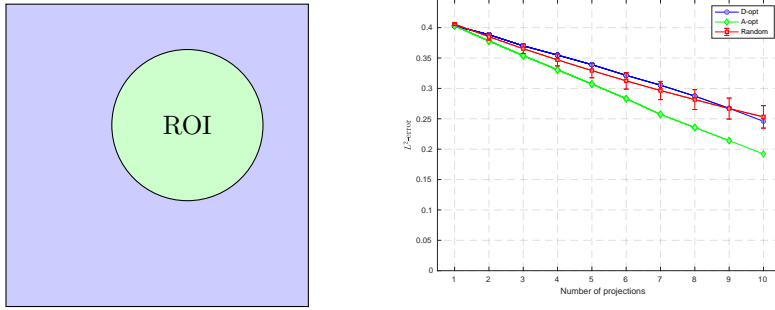 ROI
D-opt
A-opt
Random
0.4
0.35
0.3
0.25
0.2
0.15
0.1
0.05
0
L²-error
1 2 3 4 5 6 7 8 9 10
Number of projections